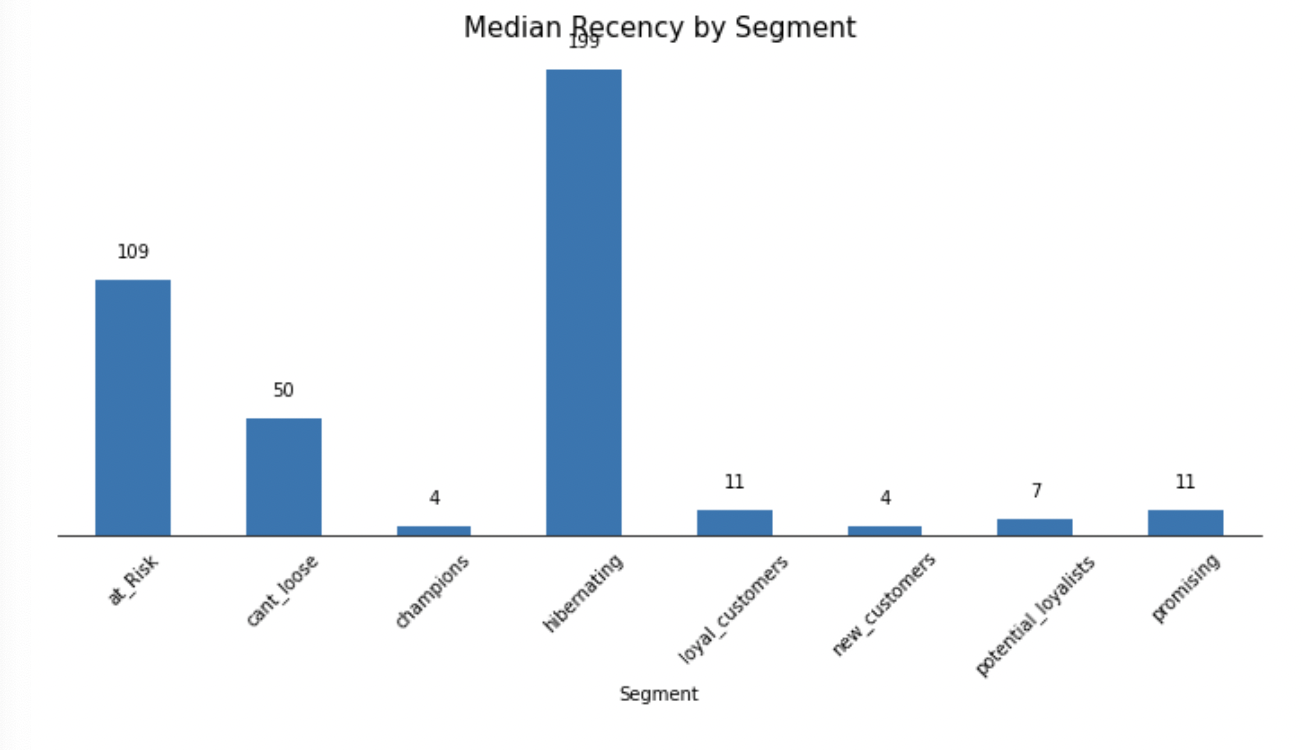 Median Recency by Segment
199
109
50
4
11
4
7
11
at_Risk
cant_loose
champions
hibernating
loyal_customers
new_customers
potential_loyalists
promising
Segment